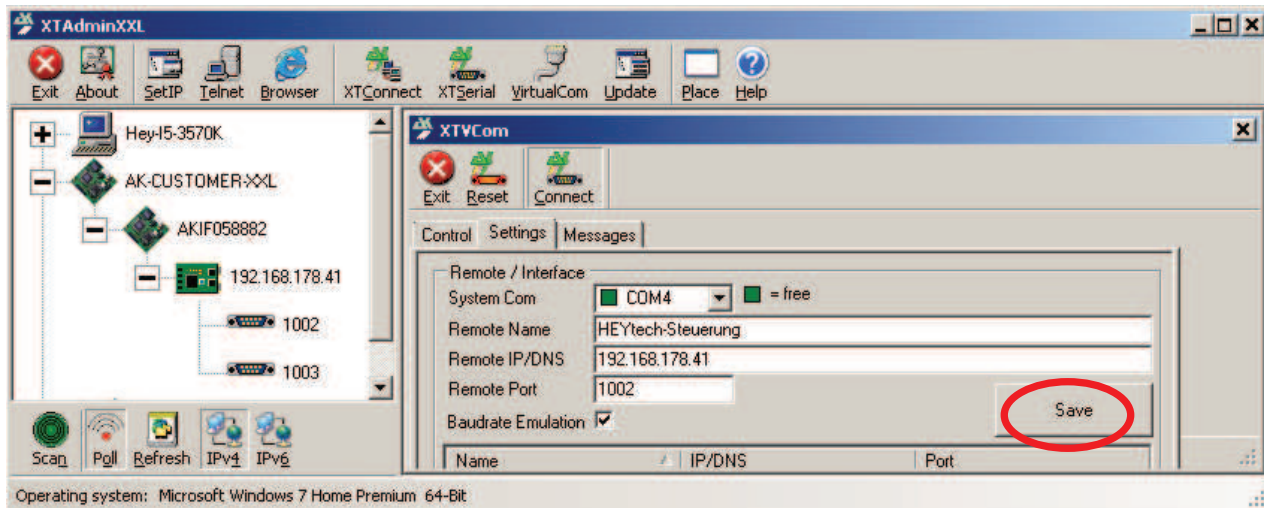 XTAdminXXL
Exit About SetIP Telnet Browser XTConnect XTSerial VirtualCom Update Place Help
Hey-I5-3570K
AK-CUSTOMER-XXL
AKIF058882
192.168.178.41
1002
1003
Scan Poll Refresh IPv4 IPv6
XTVCom
Exit Reset Connect
Control Settings Messages
Remote / Interface
System Com COM4 = free
Remote Name HEYtech-Steuerung
Remote IP/DNS 192.168.178.41
Remote Port 1002
Baudrate Emulation
Save
Name IP/DNS Port
Operating system: Microsoft Windows 7 Home Premium 64-Bit